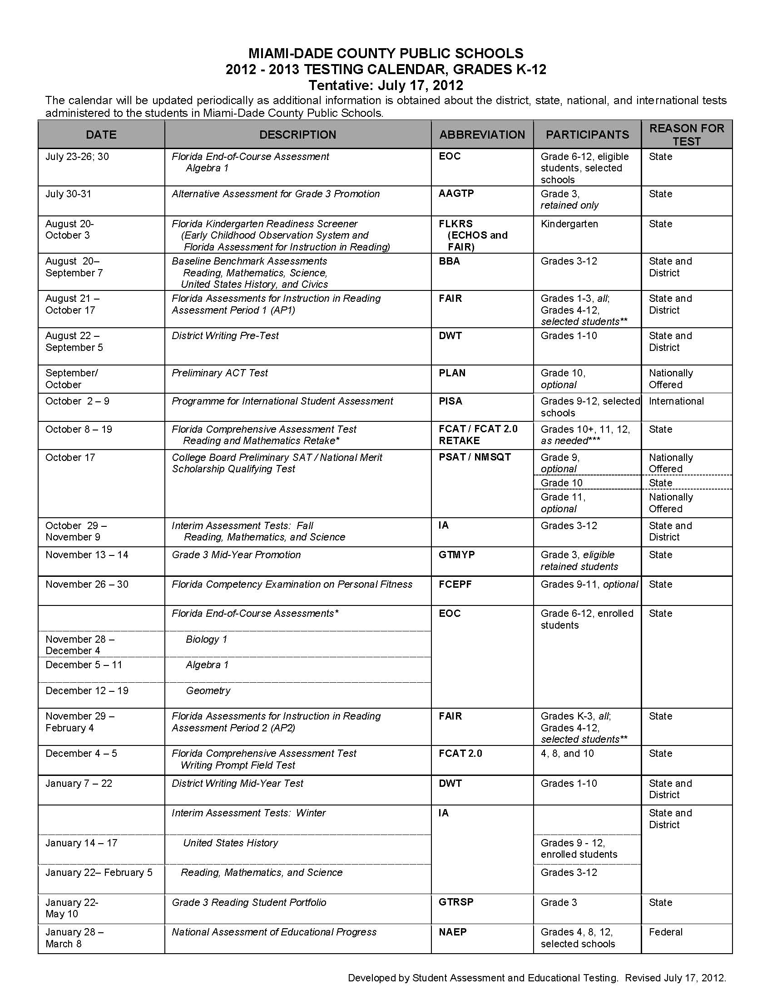 MIAMI-DADE COUNTY PUBLIC SCHOOLS
2012 - 2013 TESTING CALENDAR, GRADES K-12
Tentative: July 17, 2012
The calendar will be updated periodically as additional information is obtained about the district, state, national, and international tests
administered to the students in Miami-Dade County Public Schools.
DATE DESCRIPTION ABBREVIATION PARTICIPANTS REASON FOR
TEST
July 23-26; 30 Florida End-of-Course Assessment EOC Grade 6-12, eligible State
Algebra 1 students, selected
schools
July 30-31 Alternative Assessment for Grade 3 Promotion AAGTP Grade 3, State
retained only
August 20- Florida Kindergarten Readiness Screener FLKRS Kindergarten State
October 3 (Early Childhood Observation System and (ECHOS and
Florida Assessment for Instruction in Reading) FAIR)
August 20– Baseline Benchmark Assessments BBA Grades 3-12 State and
September 7 Reading, Mathematics, Science, District
United States History, and Civics
August 21 – Florida Assessments for Instruction in Reading FAIR Grades 1-3, all; State and
October 17 Assessment Period 1 (AP1) Grades 4-12, District
selected students**
August 22 – District Writing Pre-Test DWT Grades 1-10 State and
September 5 District
September/ Preliminary ACT Test PLAN Grade 10, Nationally
October optional Offered
October 2 – 9 Programme for International Student Assessment PISA Grades 9-12, selected International
schools
October 8 – 19 Florida Comprehensive Assessment Test FCAT / FCAT 2.0 Grades 10+, 11, 12, State
Reading and Mathematics Retake* RETAKE as needed***
October 17 College Board Preliminary SAT / National Merit PSAT / NMSQT Grade 9, Nationally
Scholarship Qualifying Test optional Offered
Grade 10 State
Grade 11, Nationally
optional Offered
October 29 – Interim Assessment Tests: Fall IA Grades 3-12 State and
November 9 Reading, Mathematics, and Science District
November 13 – 14 Grade 3 Mid-Year Promotion GTMYP Grade 3, eligible State
retained students
November 26 – 30 Florida Competency Examination on Personal Fitness FCEPF Grades 9-11, optional State
Florida End-of-Course Assessments* EOC Grade 6-12, enrolled State
students
November 28 – Biology 1
December 4
December 5 – 11 Algebra 1
December 12 – 19 Geometry
November 29 – Florida Assessments for Instruction in Reading FAIR Grades K-3, all; State
February 4 Assessment Period 2 (AP2) Grades 4-12,
selected students**
December 4 – 5 Florida Comprehensive Assessment Test FCAT 2.0 4, 8, and 10 State
Writing Prompt Field Test
January 7 – 22 District Writing Mid-Year Test DWT Grades 1-10 State and
District
Interim Assessment Tests: Winter IA State and
District
January 14 – 17 United States History Grades 9 - 12,
enrolled students
January 22– February 5 Reading, Mathematics, and Science Grades 3-12
January 22- Grade 3 Reading Student Portfolio GTRSP Grade 3 State
May 10
January 28 – National Assessment of Educational Progress NAEP Grades 4, 8, 12, Federal
March 8 selected schools
Developed by Student Assessment and Educational Testing. Revised July 17, 2012.